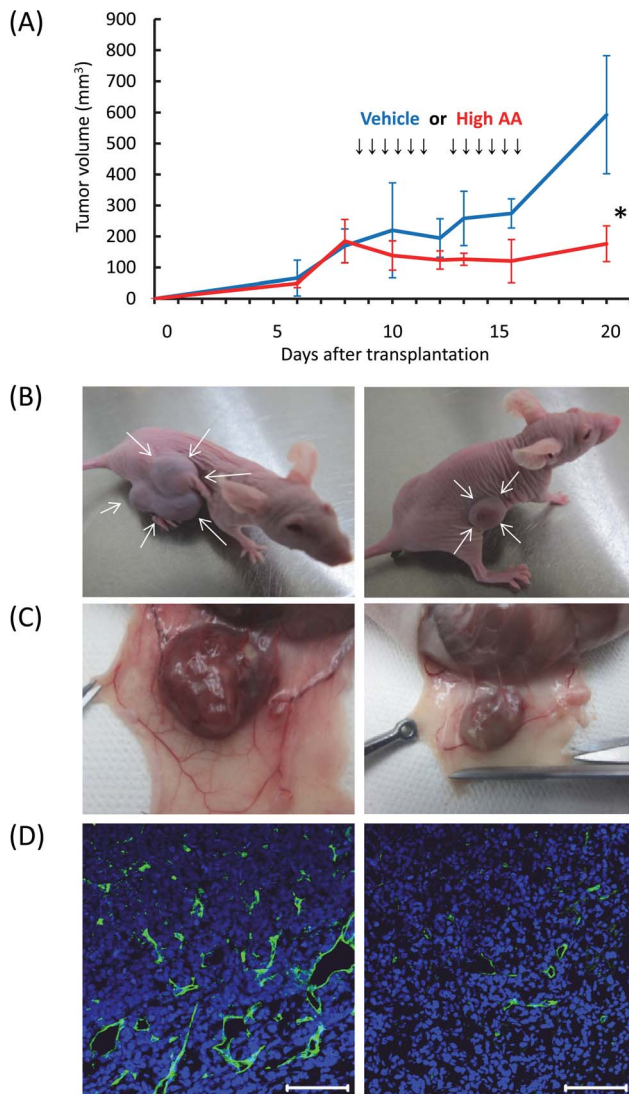 (A)
900
800
700
600
500
400
300
200
100
0
Tumor volume (mm³)
Vehicle or High AA
↓↓↓↓↓↓ ↓↓↓↓↓↓
*
0 5 10 15 20
Days after transplantation
(B)
(C)
(D)